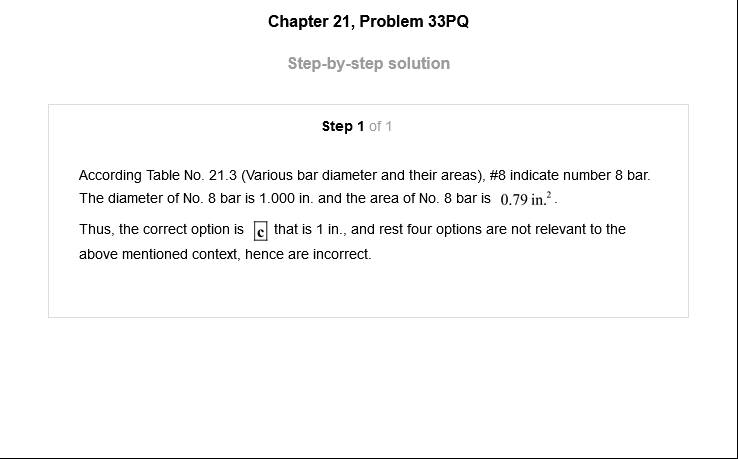 Chapter 21, Problem 33PQ
Step-by-step solution
Step 1 of 1
According Table No. 21.3 (Various bar diameter and their areas), #8 indicate number 8 bar.
The diameter of No. 8 bar is 1.000 in. and the area of No. 8 bar is 0.79 in.².
Thus, the correct option is c that is 1 in., and rest four options are not relevant to the
above mentioned context, hence are incorrect.